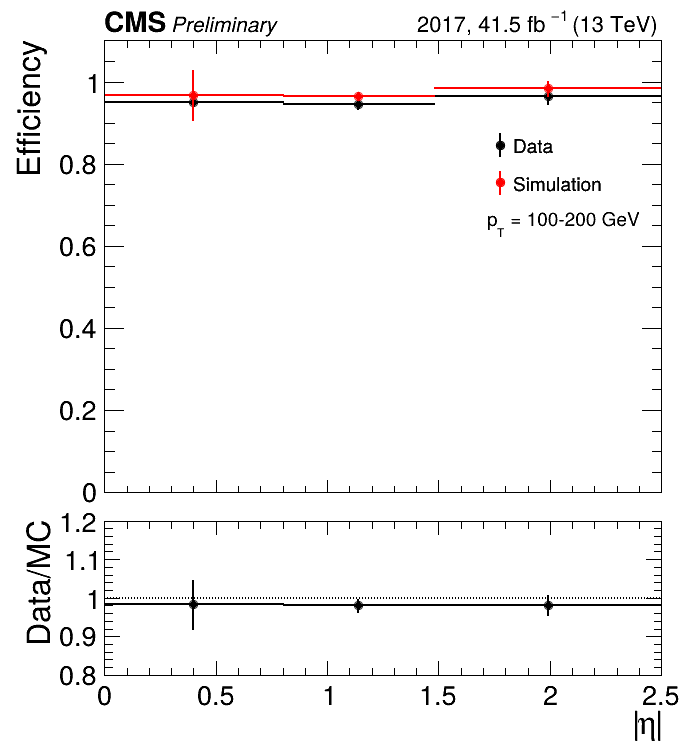 CMS Preliminary 2017, 41.5 fb⁻¹ (13 TeV)
Efficiency
1
0.8
0.6
0.4
0.2
0
Data
Simulation
p_T = 100-200 GeV
Data/MC
1.2
1.1
1
0.9
0.8
0 0.5 1 1.5 2 2.5
|η|